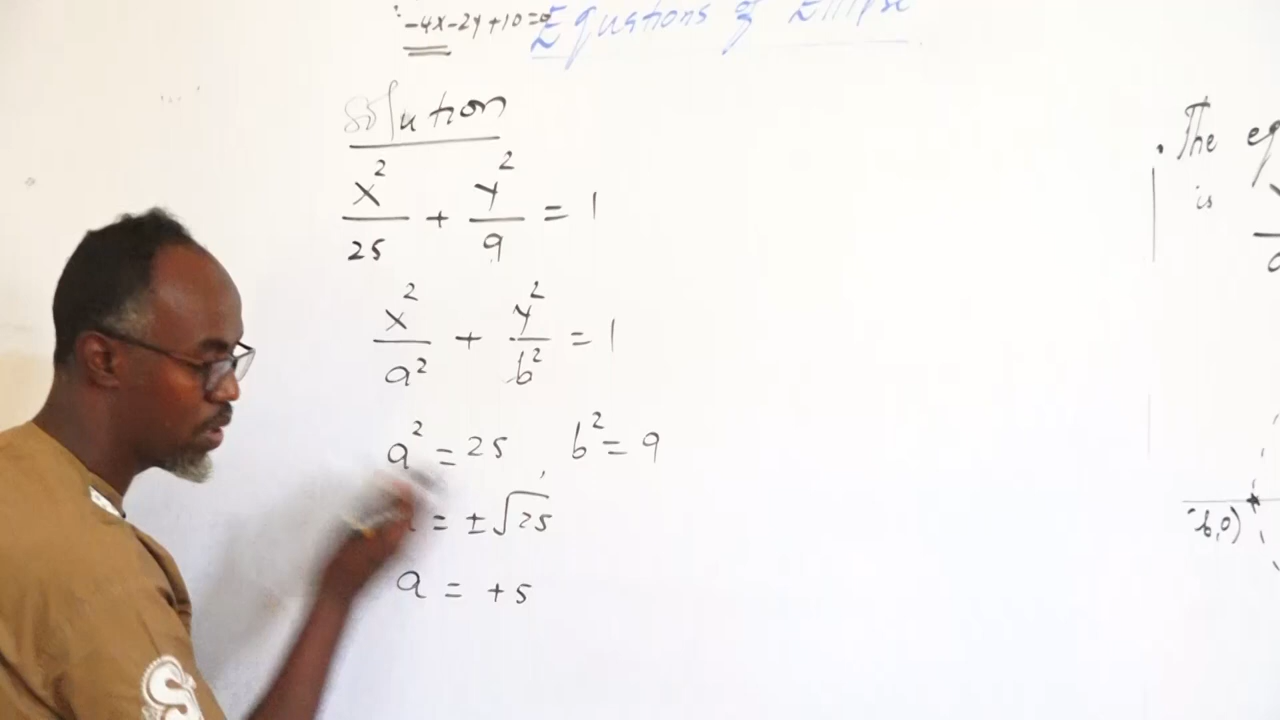 -4x-2y+10=0
Equations of Ellipse
Solution
x²/25 + y²/9 = 1
x²/a² + y²/b² = 1
a² = 25, b² = 9
= ±√25
a = +5
. The eq
is
-b,0)